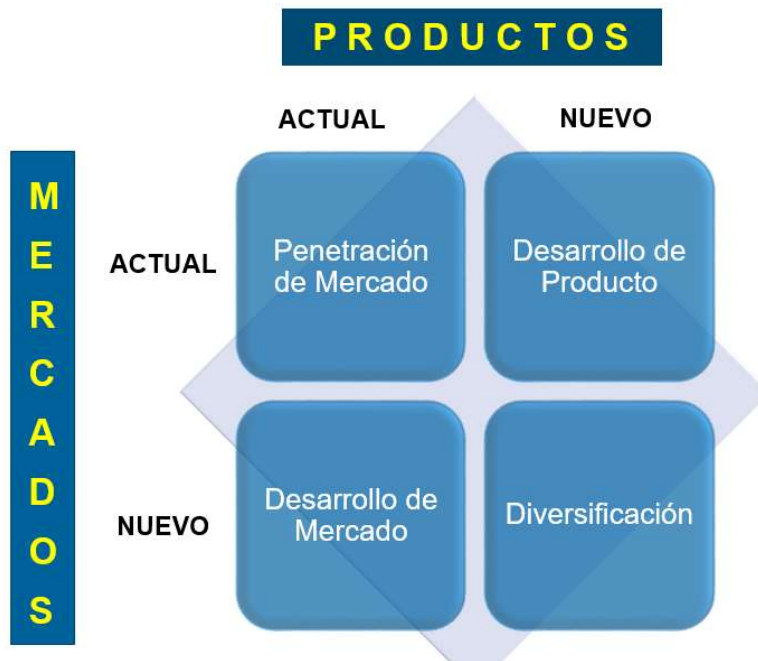 PRODUCTOS
ACTUAL
NUEVO
MERCADOS
ACTUAL
Penetración
de Mercado
Desarrollo de
Producto
NUEVO
Desarrollo de
Mercado
Diversificación